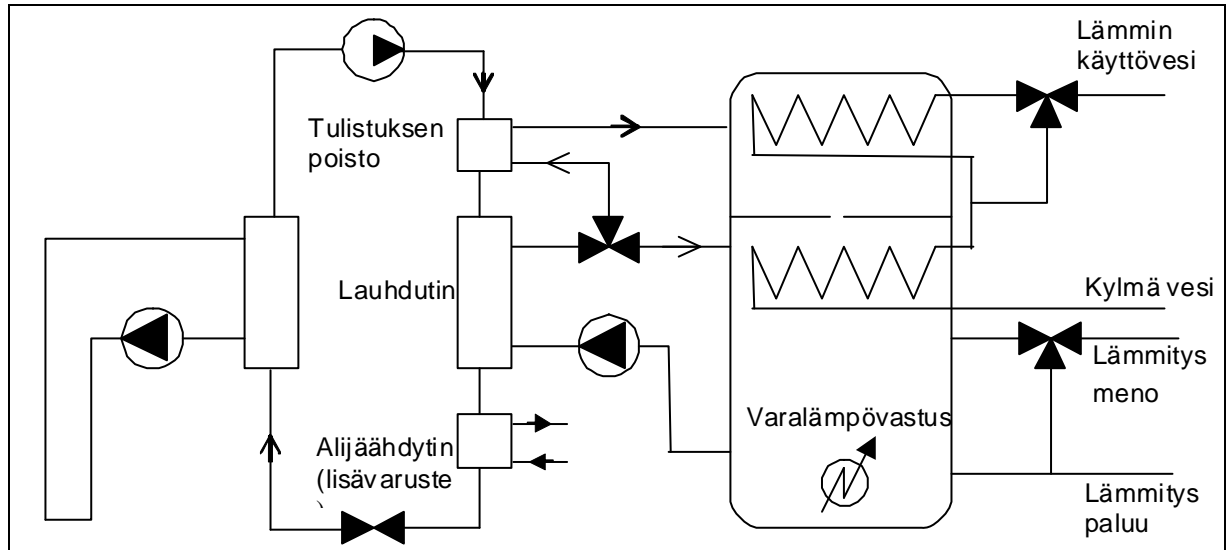 Lämmin
käyttövesi
Tulistuksen
poisto
Lauhdutin
Kylmä vesi
Lämmitys
meno
Varalämpövastus
Alijäähdytin
(lisävaruste
)
Lämmitys
paluu